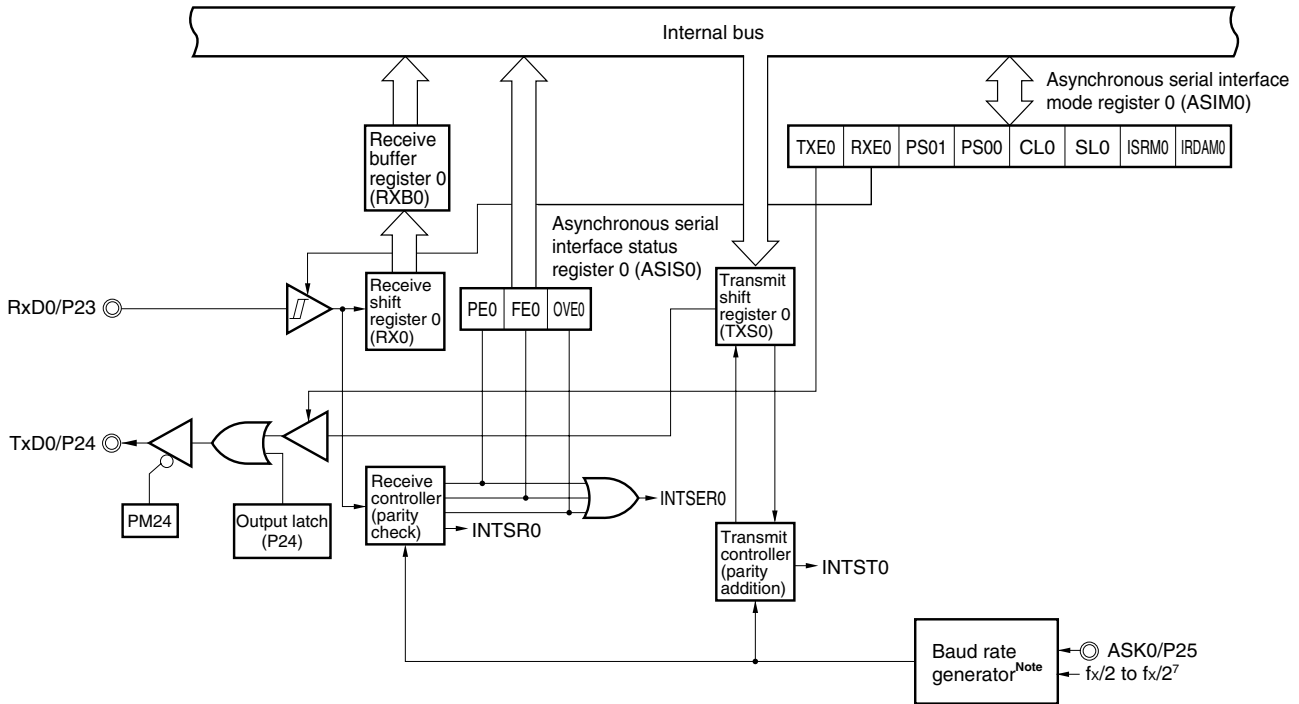 Internal bus
Asynchronous serial interface
mode register 0 (ASIM0)
Receive
buffer
register 0
(RXB0)
TXE0 RXE0 PS01 PS00 CL0 SL0 ISRM0 IRDAM0
Asynchronous serial
interface status
register 0 (ASIS0)
RxD0/P23
Receive
shift
register 0
(RX0)
PE0 FE0 OVE0
Transmit
shift
register 0
(TXS0)
TxD0/P24
PM24
Output latch
(P24)
Receive
controller
(parity
check)
INTSER0
INTSR0
Transmit
controller
(parity
addition)
INTST0
Baud rate
generatorNote
ASK0/P25
fx/2 to fx/2⁷